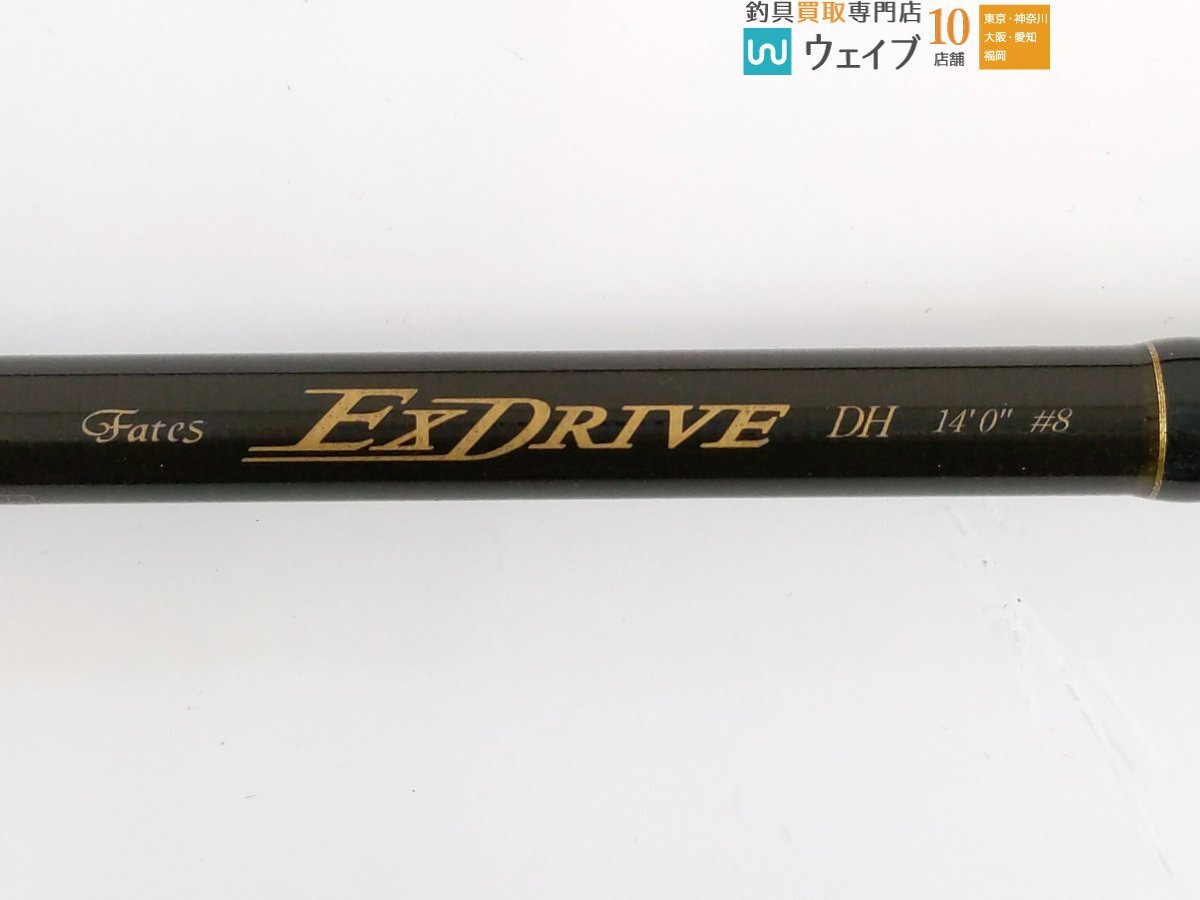 釣具買取専門店
ウェイブ
10
店舗
東京・神奈川
大阪・愛知
福岡
Fates EXDRIVE DH 14'0" #8